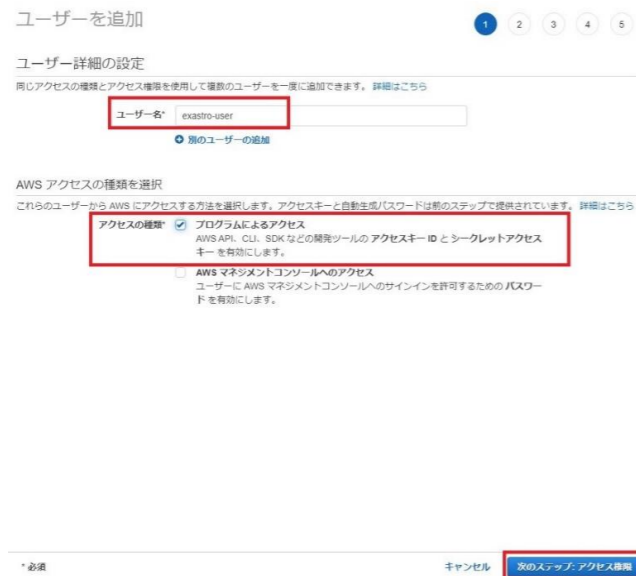 ユーザーを追加
1 2 3 4 5
ユーザー詳細の設定
同じアクセスの種類とアクセス権限を使用して複数のユーザーを一度に追加できます。 詳細はこちら
ユーザー名* exastro-user
別のユーザーの追加
AWS アクセスの種類を選択
これらのユーザーから AWS にアクセスする方法を選択します。アクセスキーと自動生成パスワードは前のステップで提供されています。 詳細はこちら
アクセスの種類* プログラムによるアクセス
AWS API、CLI、SDK などの開発ツールの アクセスキー ID と シークレットアクセス
キー を有効にします。
AWS マネジメントコンソールへのアクセス
ユーザーに AWS マネジメントコンソールへのサインインを許可するための パスワー
ド を有効にします。
* 必須
キャンセル 次のステップ: アクセス権限